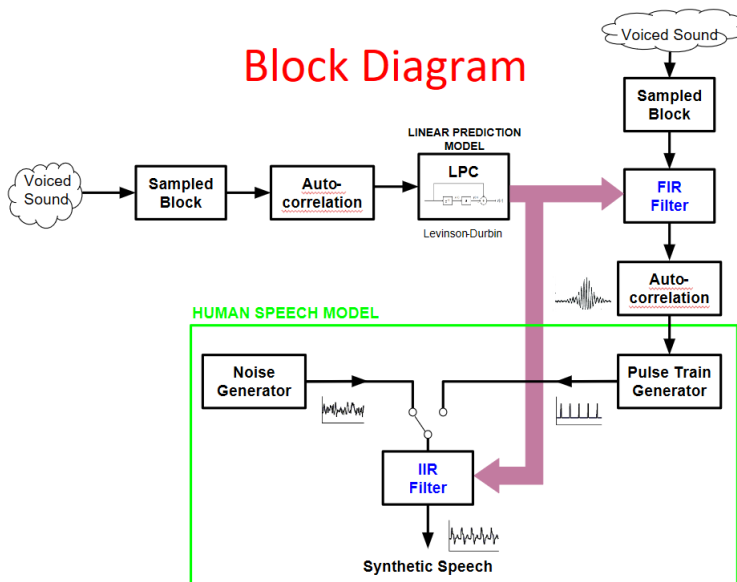 Block Diagram
Voiced Sound
Sampled
Block
LINEAR PREDICTION
MODEL
Voiced
Sound
Sampled
Block
Auto-
correlation
LPC
FIR
Filter
Levinson-Durbin
Auto-
correlation
HUMAN SPEECH MODEL
Noise
Generator
Pulse Train
Generator
IIR
Filter
Synthetic Speech